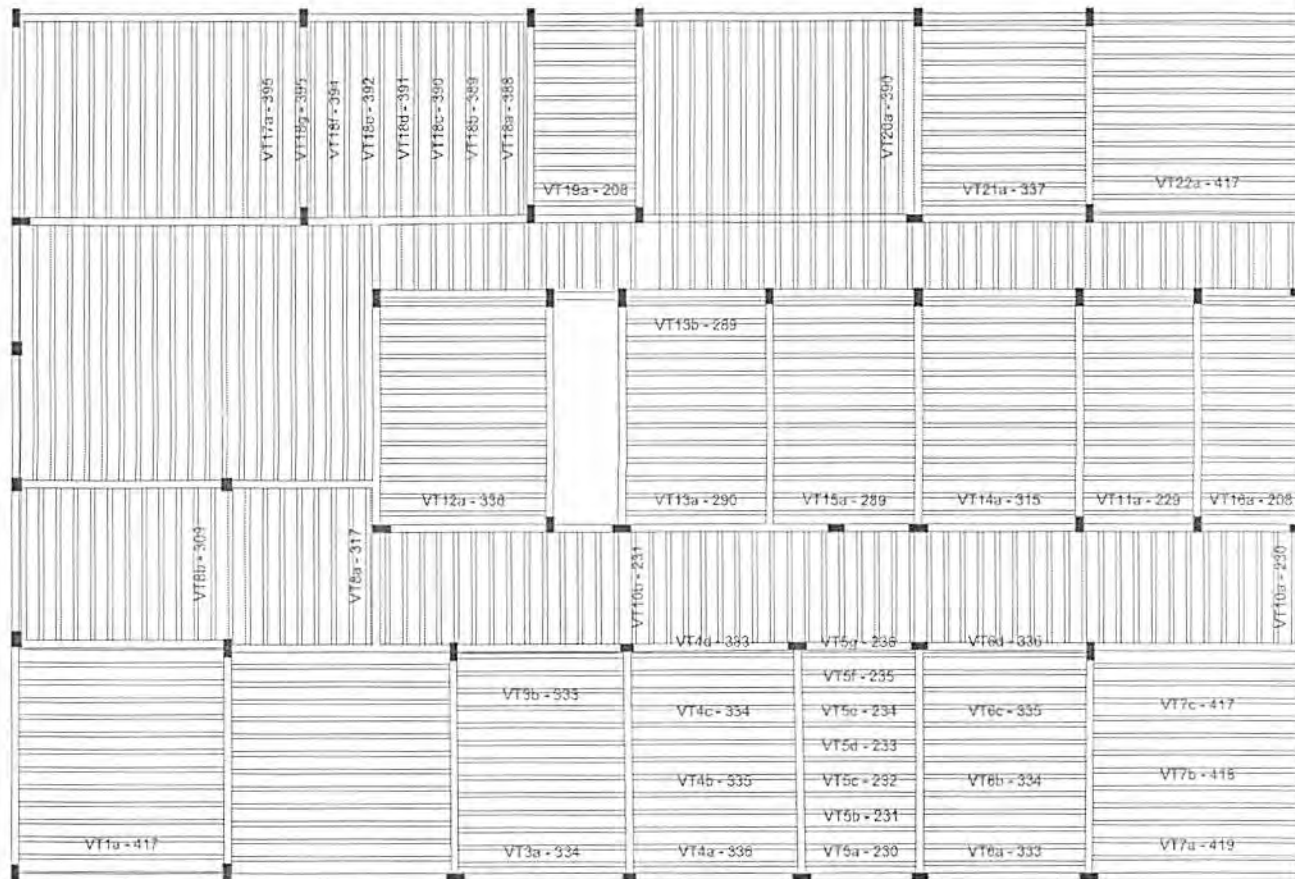 VT17a - 395
VT18g - 395
VT18f - 394
VT18e - 392
VT18d - 391
VT18c - 390
VT18b - 389
VT18a - 388
VT20a - 390
VT19a - 208
VT21a - 337
VT22a - 417
VT13b - 289
VT12a - 336
VT13a - 290
VT15a - 289
VT14a - 315
VT11a - 229
VT16a - 208
VT8b - 309
VT8a - 317
VT10b - 231
VT10a - 230
VT4d - 333
VT5g - 236
VT6d - 336
VT3b - 333
VT5f - 235
VT4c - 334
VT5e - 234
VT6c - 335
VT7c - 417
VT5d - 233
VT4b - 335
VT5c - 232
VT6b - 334
VT7b - 418
VT5b - 231
VT1a - 417
VT3a - 334
VT4a - 336
VT5a - 230
VT6a - 333
VT7a - 419